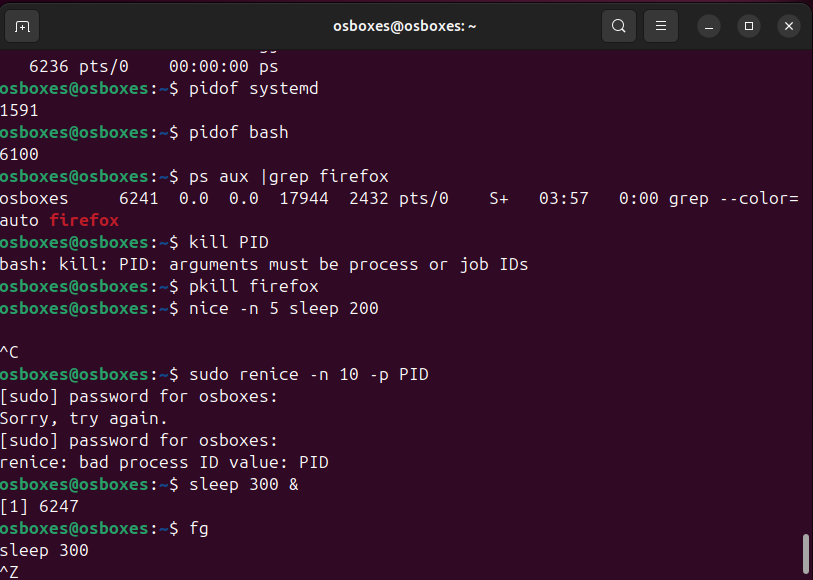 osboxes@osboxes: ~
6236 pts/0    00:00:00 ps
osboxes@osboxes:~$ pidof systemd
1591
osboxes@osboxes:~$ pidof bash
6100
osboxes@osboxes:~$ ps aux |grep firefox
osboxes     6241  0.0  0.0  17944  2432 pts/0    S+   03:57   0:00 grep --color=
auto firefox
osboxes@osboxes:~$ kill PID
bash: kill: PID: arguments must be process or job IDs
osboxes@osboxes:~$ pkill firefox
osboxes@osboxes:~$ nice -n 5 sleep 200
^C
osboxes@osboxes:~$ sudo renice -n 10 -p PID
[sudo] password for osboxes:
Sorry, try again.
[sudo] password for osboxes:
renice: bad process ID value: PID
osboxes@osboxes:~$ sleep 300 &
[1] 6247
osboxes@osboxes:~$ fg
sleep 300
^Z